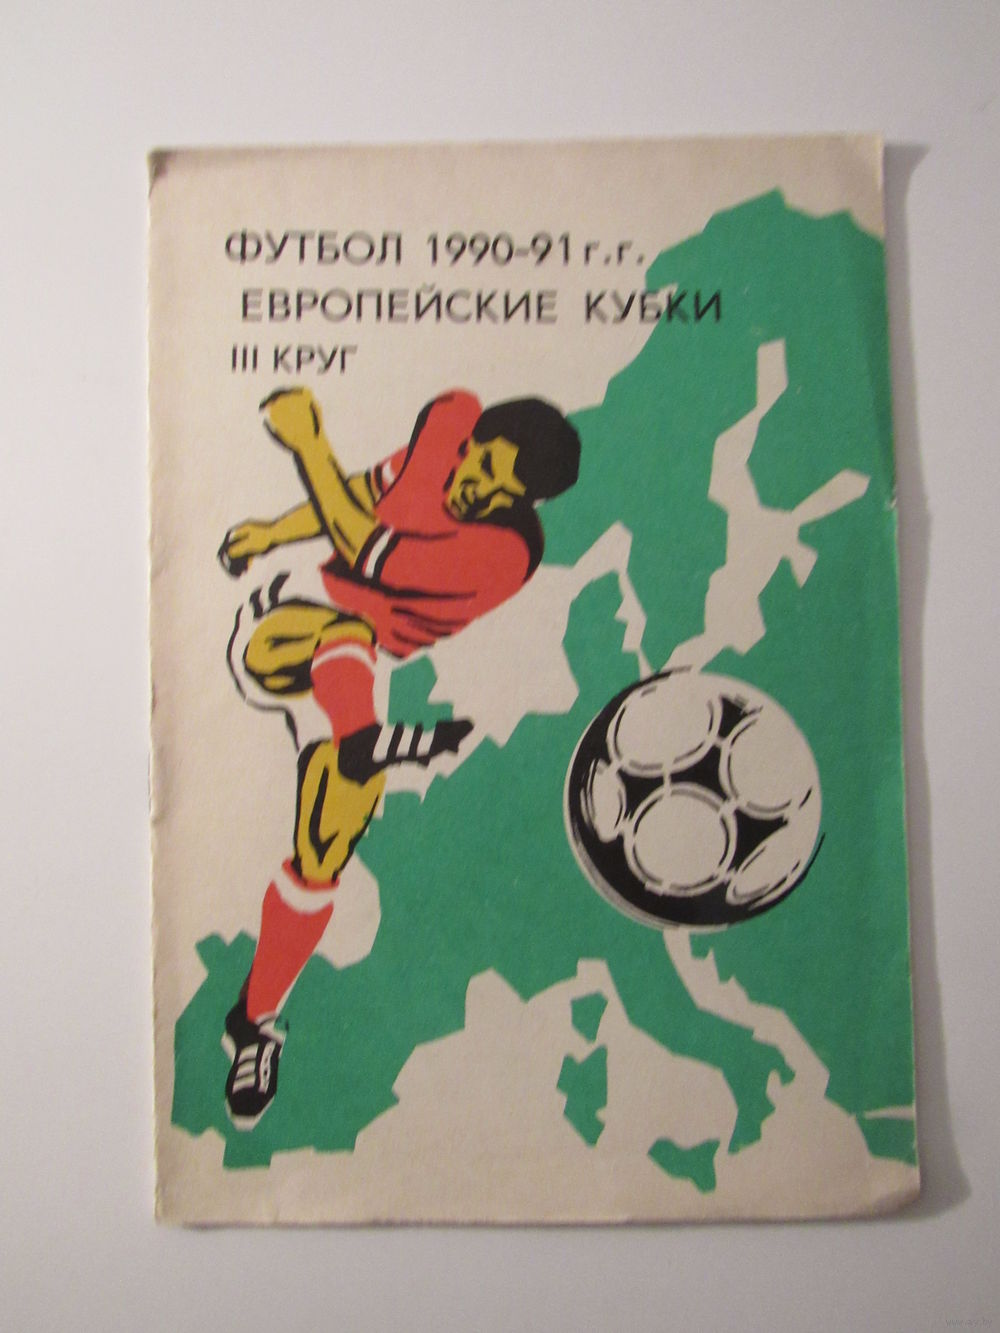 ФУТБОЛ 1990-91 г.г.
ЕВРОПЕЙСКИЕ КУБКИ
III КРУГ